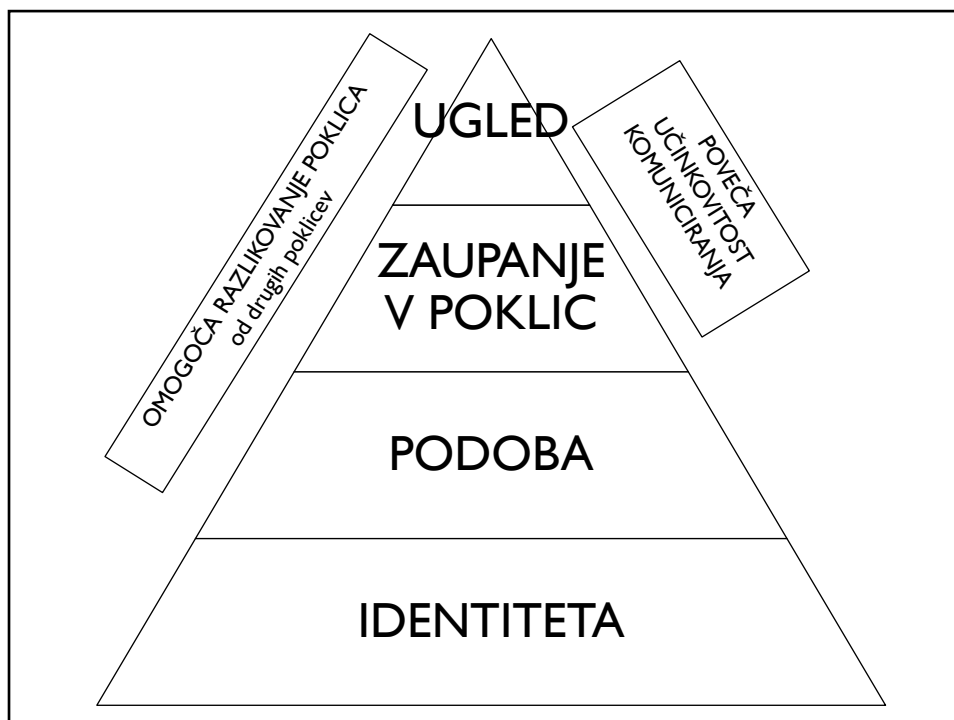 OMOGOČA RAZLIKOVANJE POKLICA
od drugih poklicev
UGLED
POVEČA
UČINKOVITOST
KOMUNICIRANJA
ZAUPANJE
V POKLIC
PODOBA
IDENTITETA